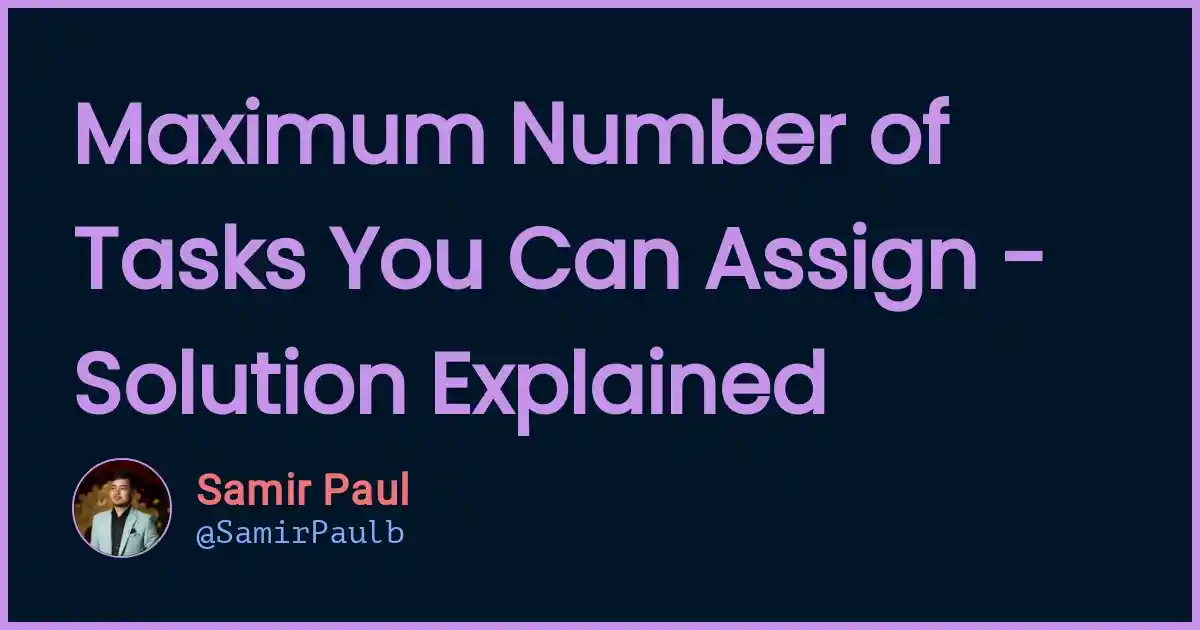 Maximum Number of
Tasks You Can Assign -
Solution Explained
Samir Paul
@SamirPaulb